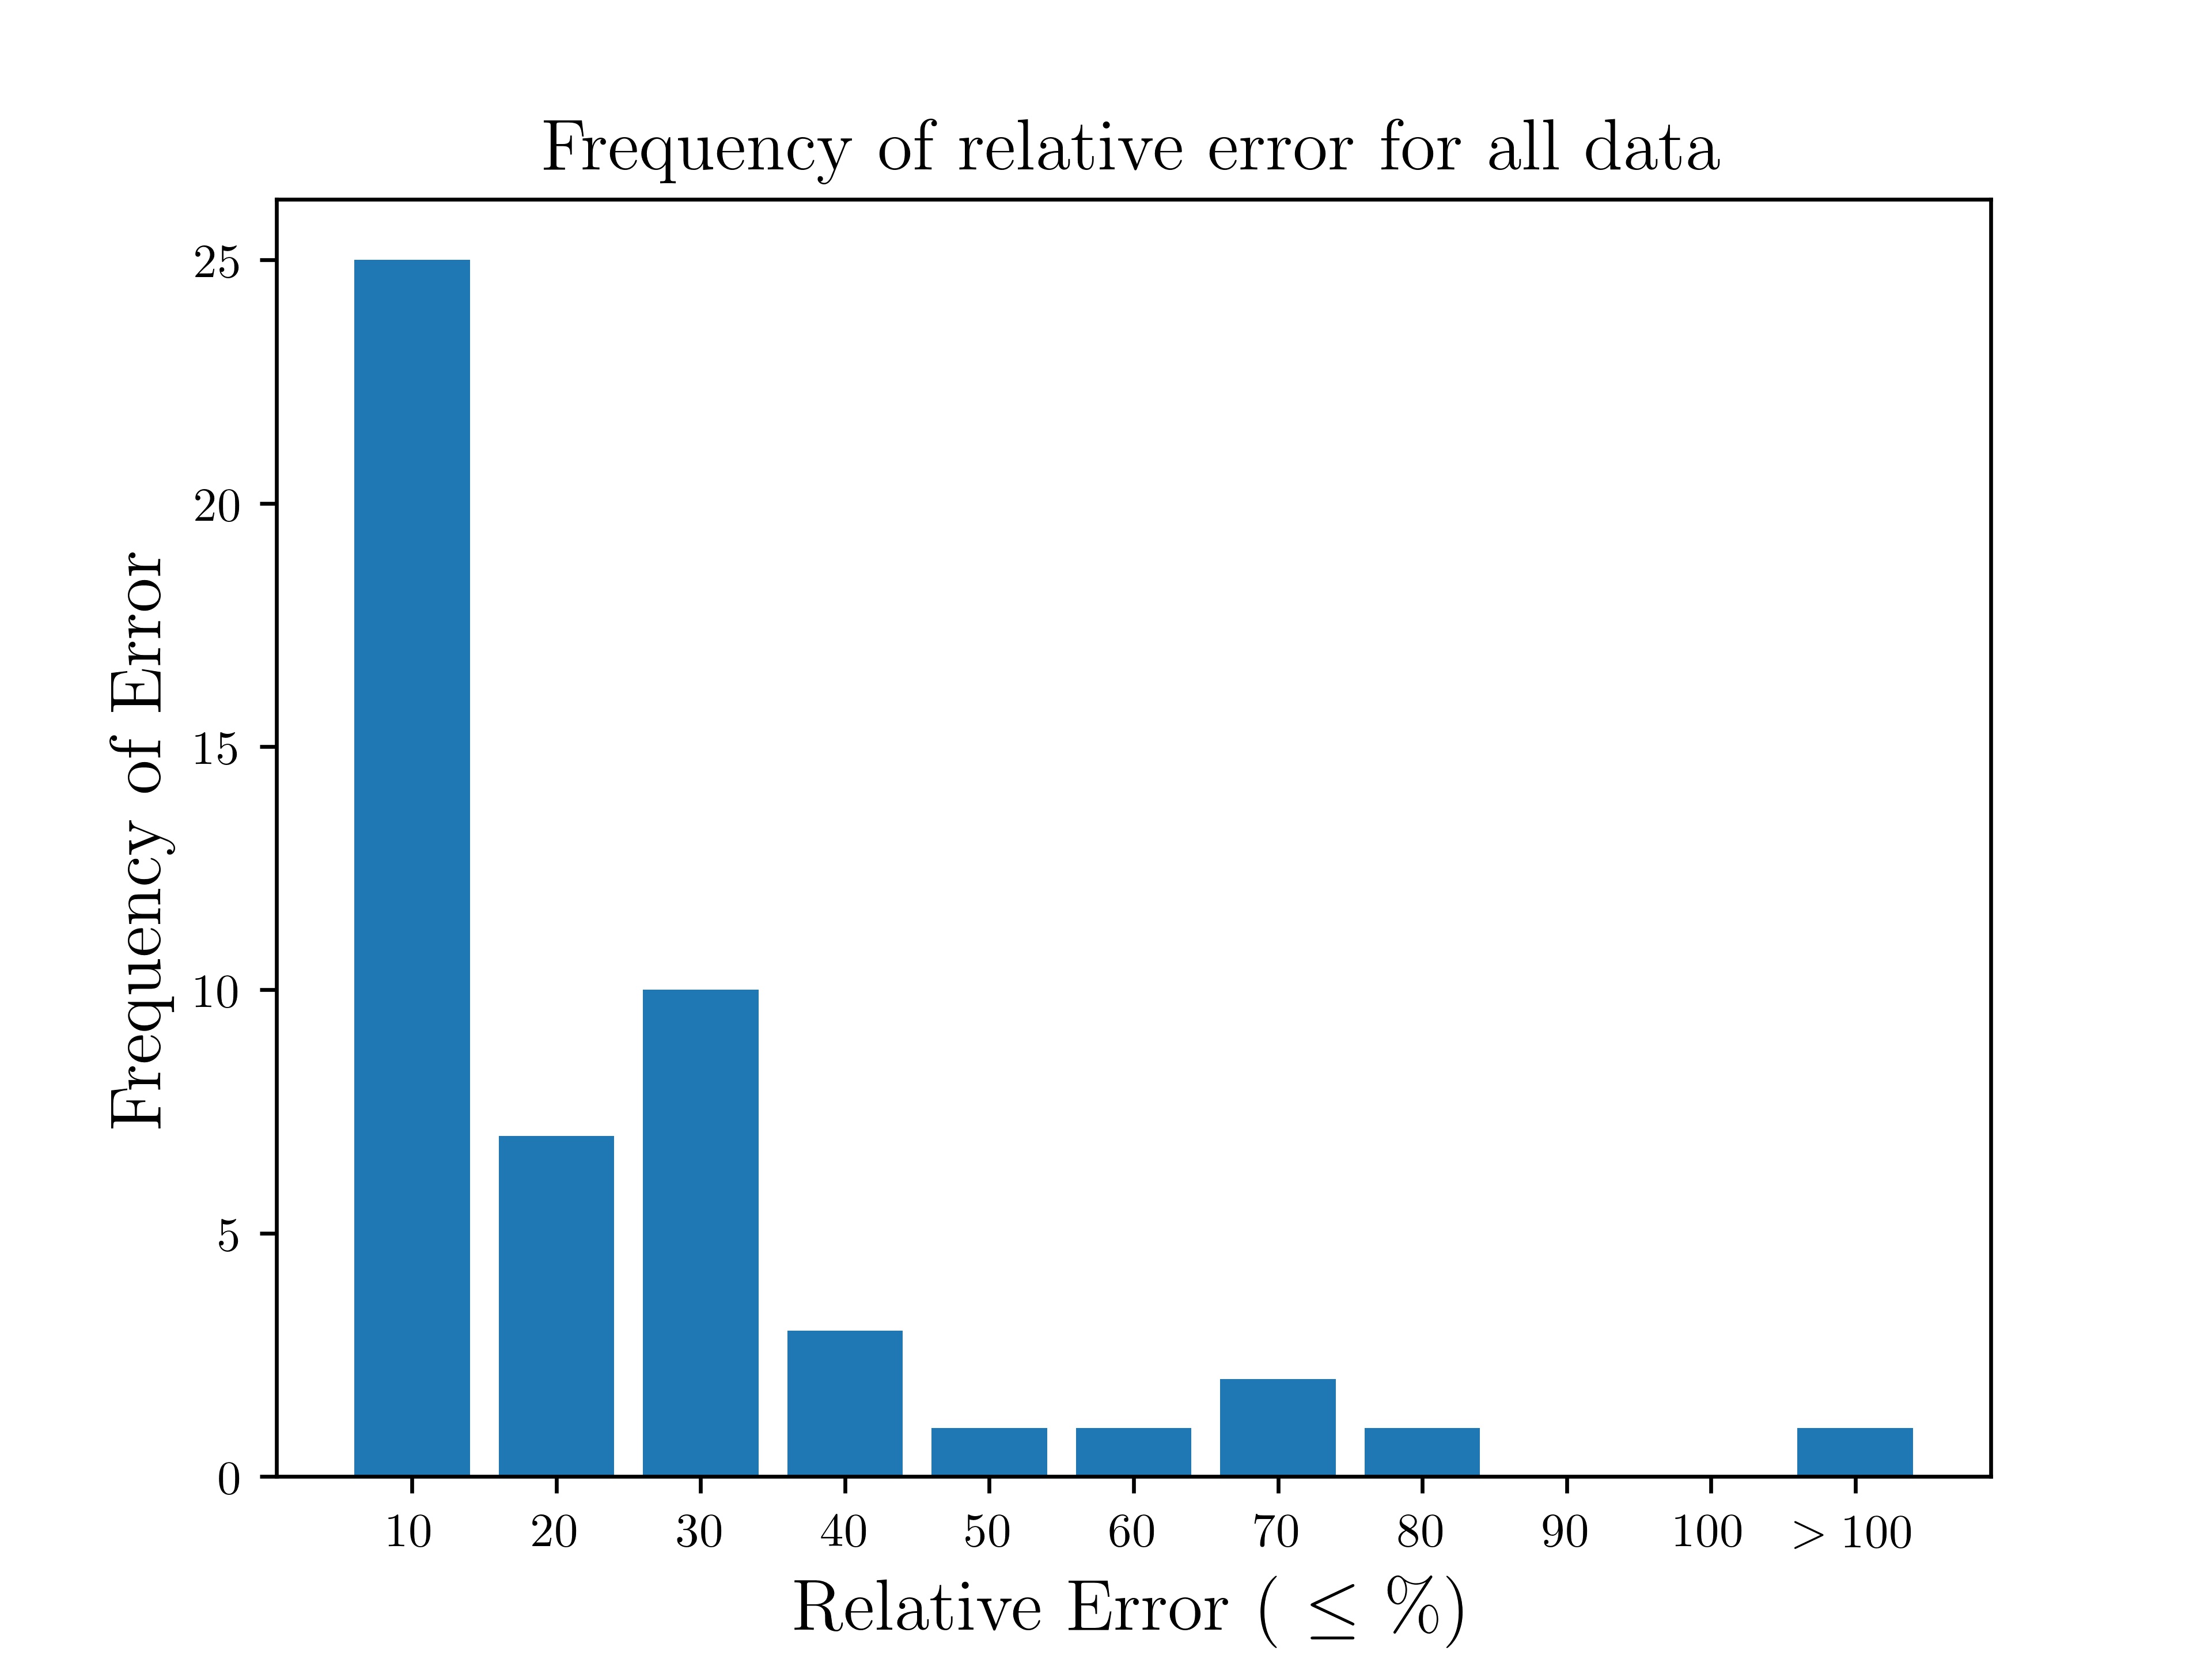 Frequency of relative error for all data
Frequency of Error
25
20
15
10
5
0
10 20 30 40 50 60 70 80 90 100 > 100
Relative Error ( ≤ %)